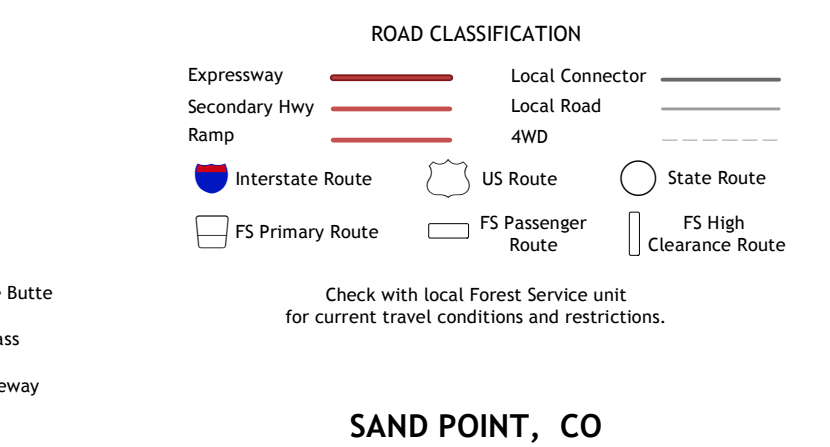 ROAD CLASSIFICATION
Expressway
Local Connector
Secondary Hwy
Local Road
Ramp
4WD
Interstate Route
US Route
State Route
FS Primary Route
FS Passenger
Route
FS High
Clearance Route
Butte
Check with local Forest Service unit
for current travel conditions and restrictions.
SAND POINT, CO